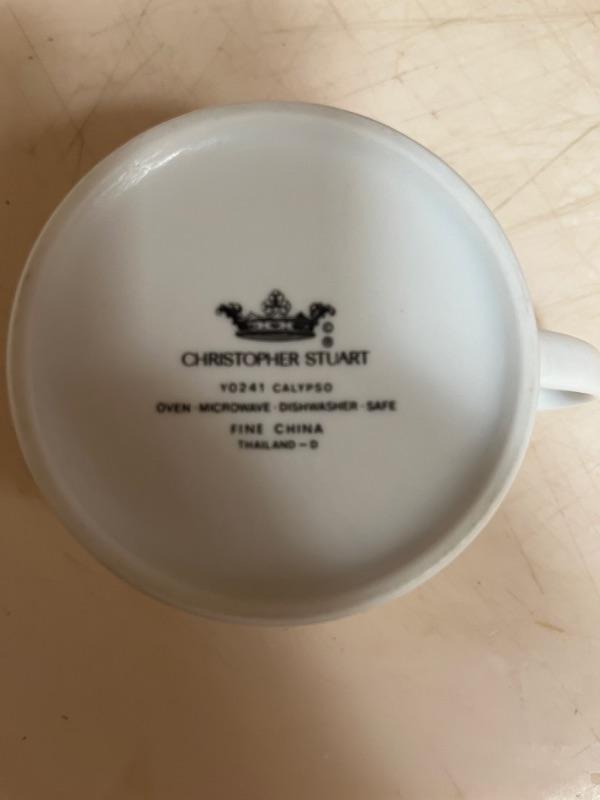 ©
®
CHRISTOPHER STUART
Y0241 CALYPSO
OVEN · MICROWAVE · DISHWASHER · SAFE
FINE CHINA
THAILAND - D